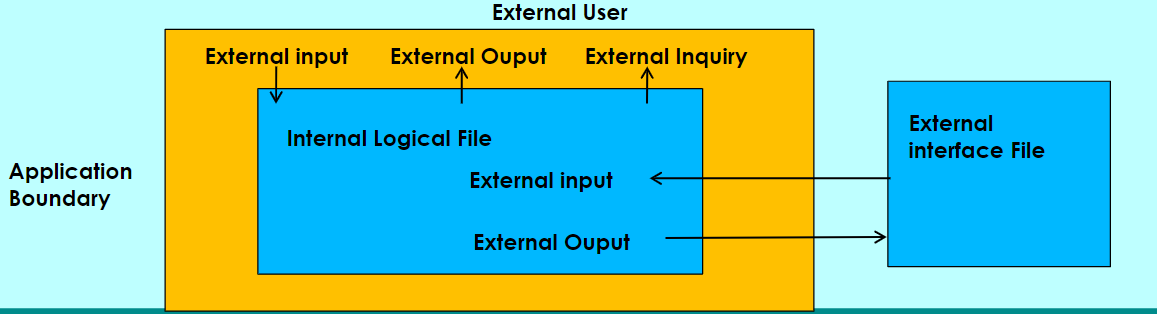 External User
External input
External Ouput
External Inquiry
Internal Logical File
External
interface File
Application
Boundary
External input
External Ouput